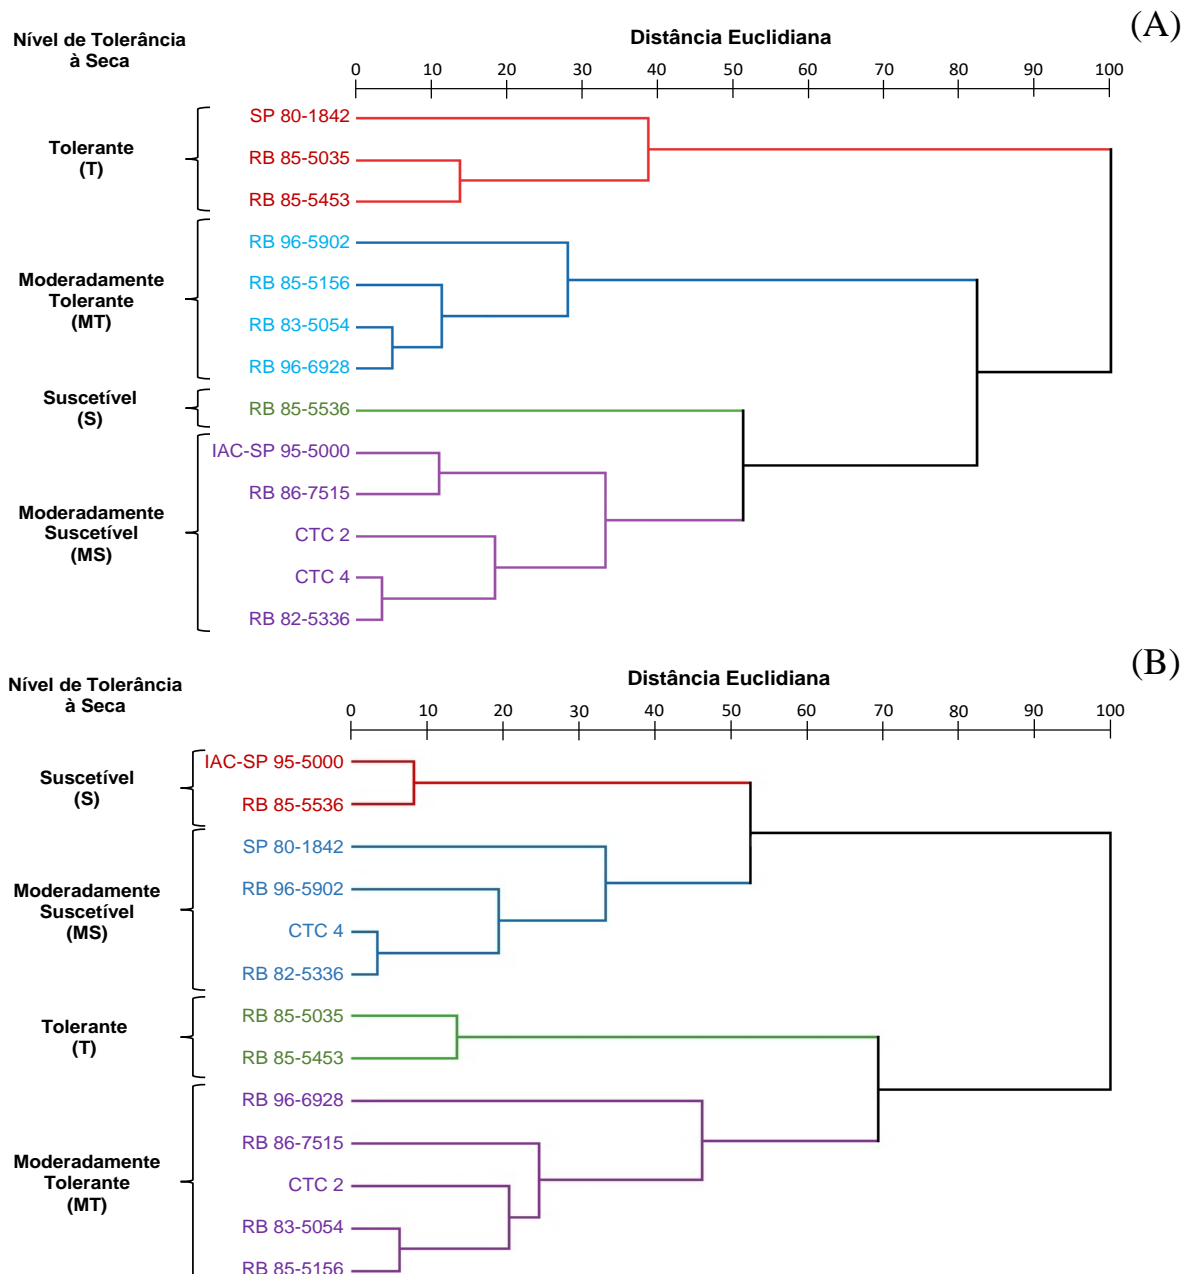 (A)
Nível de Tolerância
à Seca
Distância Euclidiana
0 10 20 30 40 50 60 70 80 90 100
Tolerante
(T)
SP 80-1842
RB 85-5035
RB 85-5453
Moderadamente
Tolerante
(MT)
RB 96-5902
RB 85-5156
RB 83-5054
RB 96-6928
Suscetível
(S)
RB 85-5536
Moderadamente
Suscetível
(MS)
IAC-SP 95-5000
RB 86-7515
CTC 2
CTC 4
RB 82-5336
(B)
Nível de Tolerância
à Seca
Distância Euclidiana
0 10 20 30 40 50 60 70 80 90 100
Suscetível
(S)
IAC-SP 95-5000
RB 85-5536
Moderadamente
Suscetível
(MS)
SP 80-1842
RB 96-5902
CTC 4
RB 82-5336
Tolerante
(T)
RB 85-5035
RB 85-5453
Moderadamente
Tolerante
(MT)
RB 96-6928
RB 86-7515
CTC 2
RB 83-5054
RB 85-5156